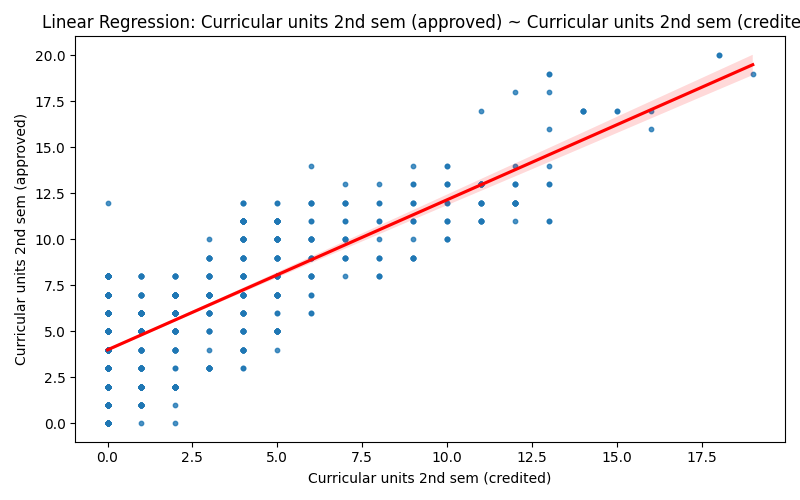 Linear Regression: Curricular units 2nd sem (approved) ~ Curricular units 2nd sem (credite
20.0
17.5
15.0
12.5
10.0
7.5
5.0
2.5
0.0
Curricular units 2nd sem (approved)
0.0 2.5 5.0 7.5 10.0 12.5 15.0 17.5
Curricular units 2nd sem (credited)